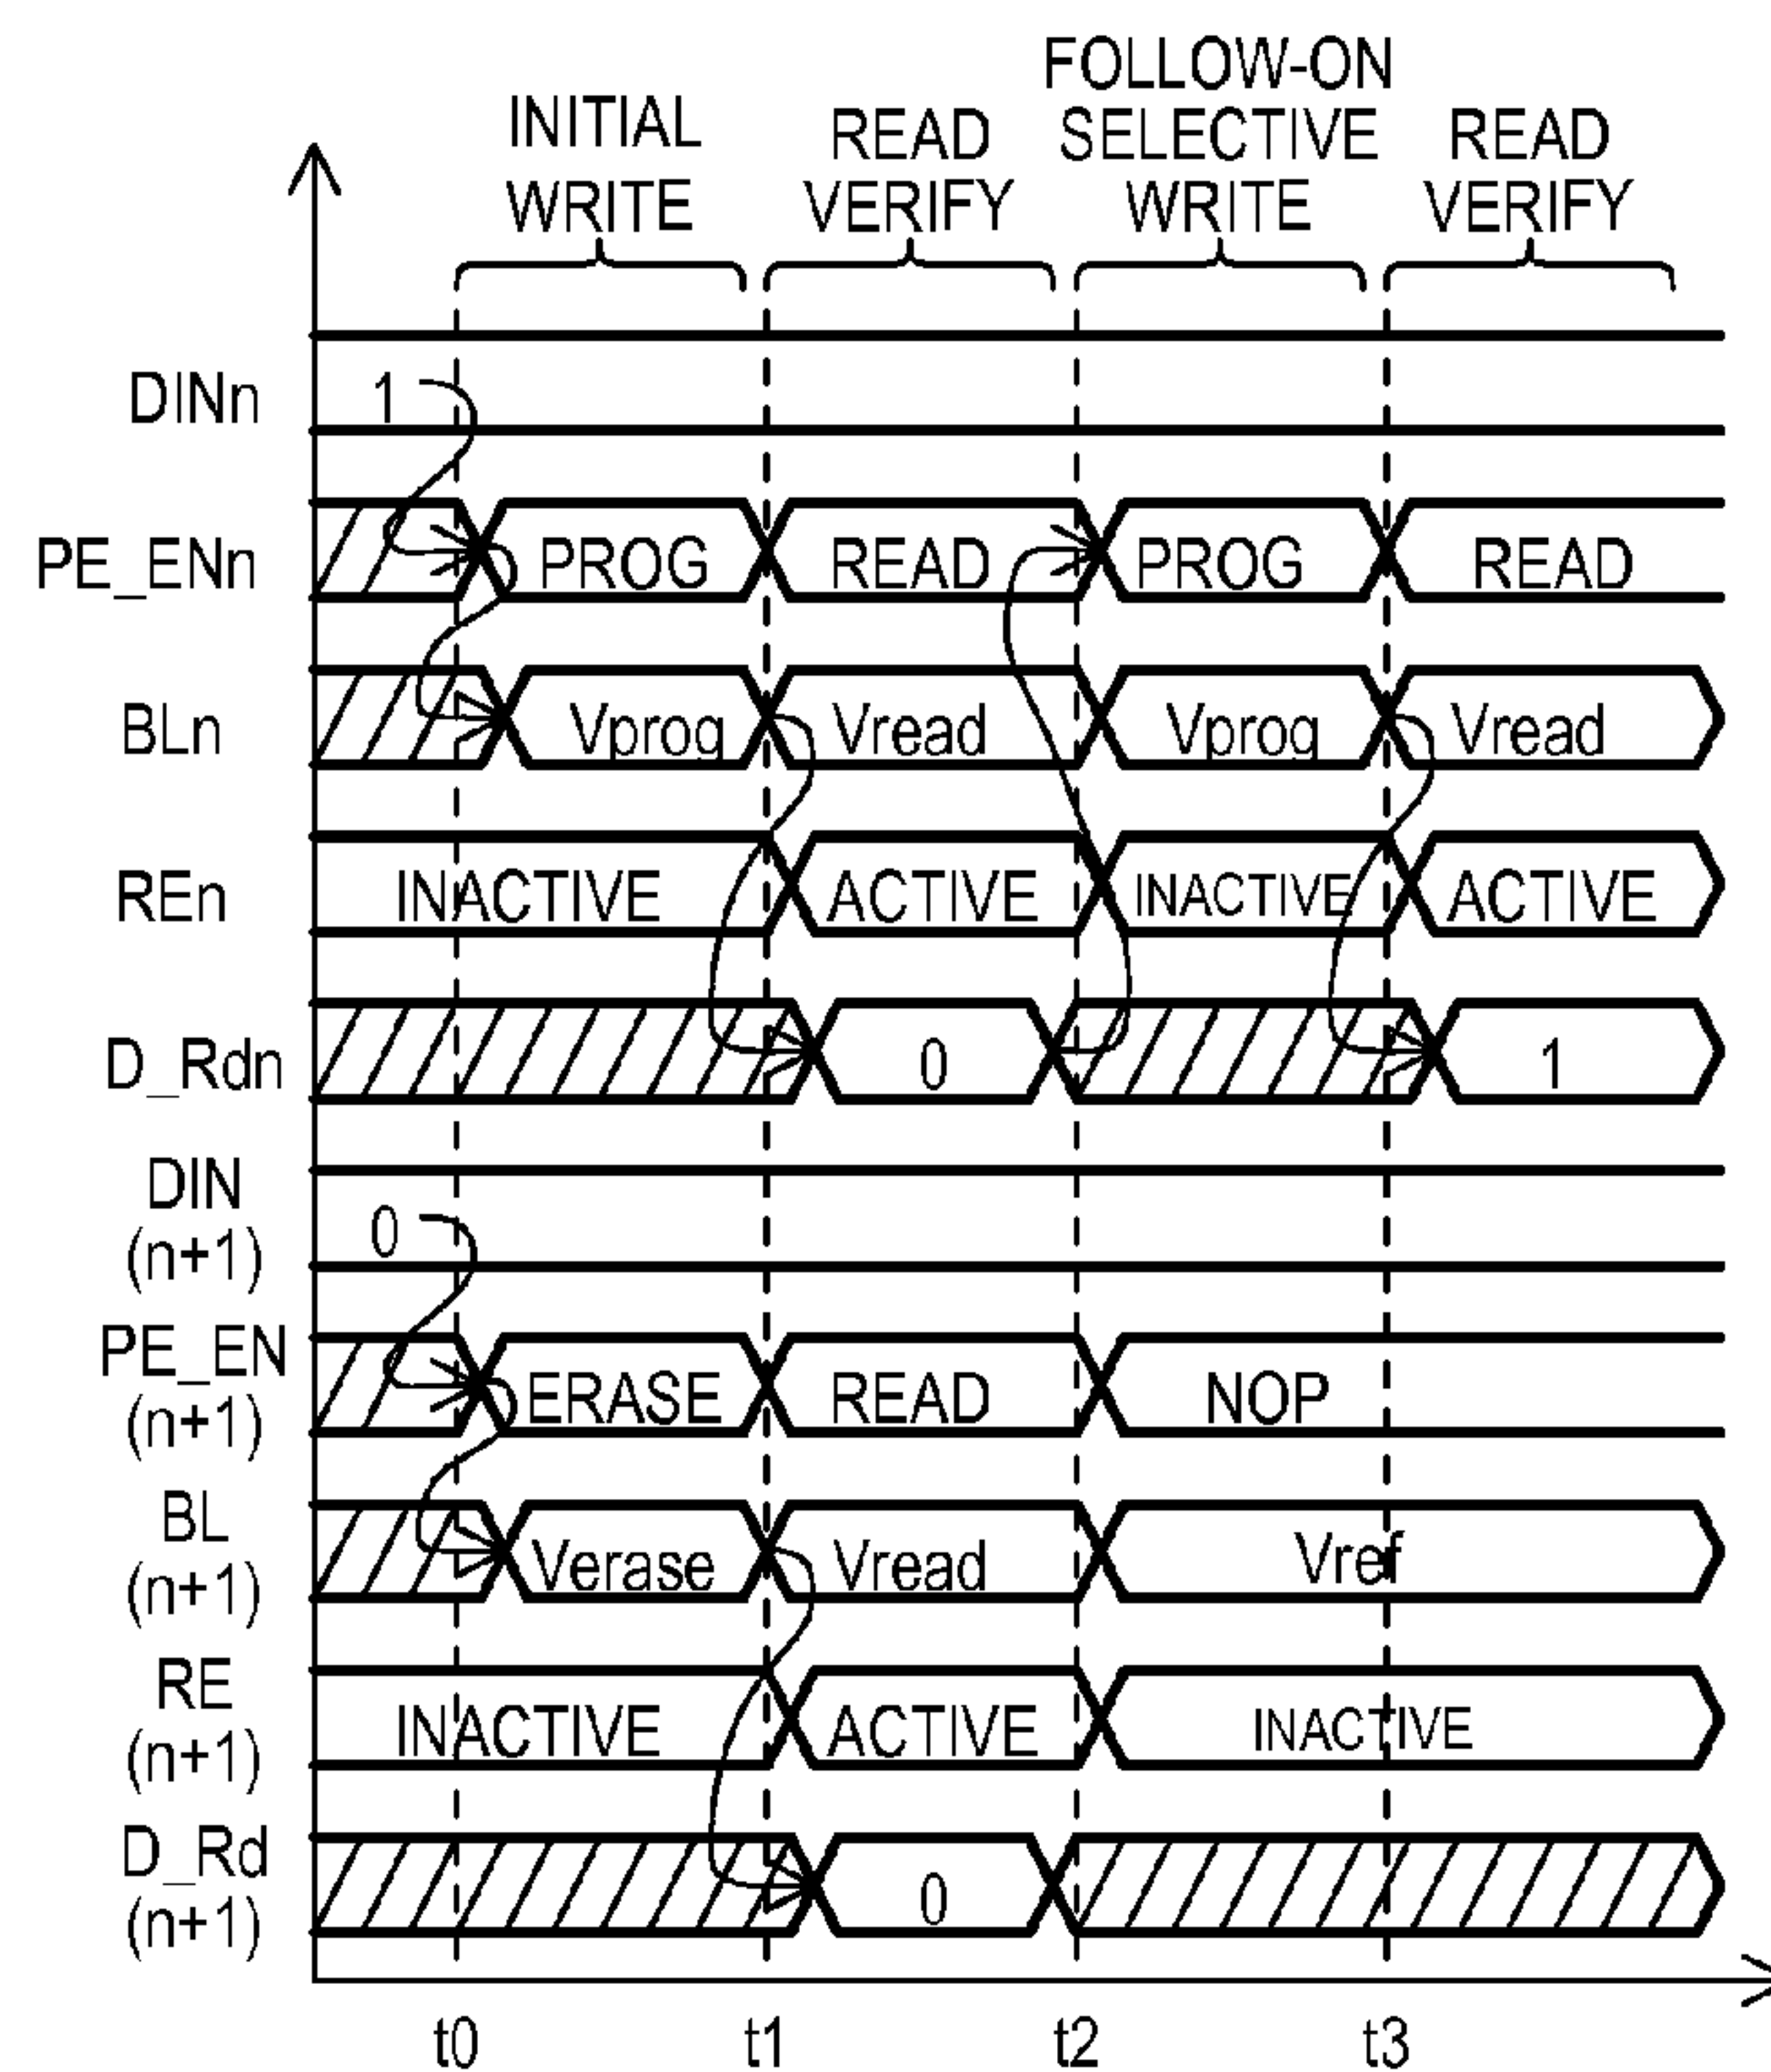 INITIAL
WRITE
READ
VERIFY
FOLLOW-ON
SELECTIVE
WRITE
READ
VERIFY
DINn
1
PE_ENn
PROG
READ
PROG
READ
BLn
Vprog
Vread
Vprog
Vread
REn
INACTIVE
ACTIVE
INACTIVE
ACTIVE
D_Rdn
0
1
DIN
(n+1)
0
PE_EN
(n+1)
ERASE
READ
NOP
BL
(n+1)
Verase
Vread
Vref
RE
(n+1)
INACTIVE
ACTIVE
INACTIVE
D_Rd
(n+1)
0
t0
t1
t2
t3